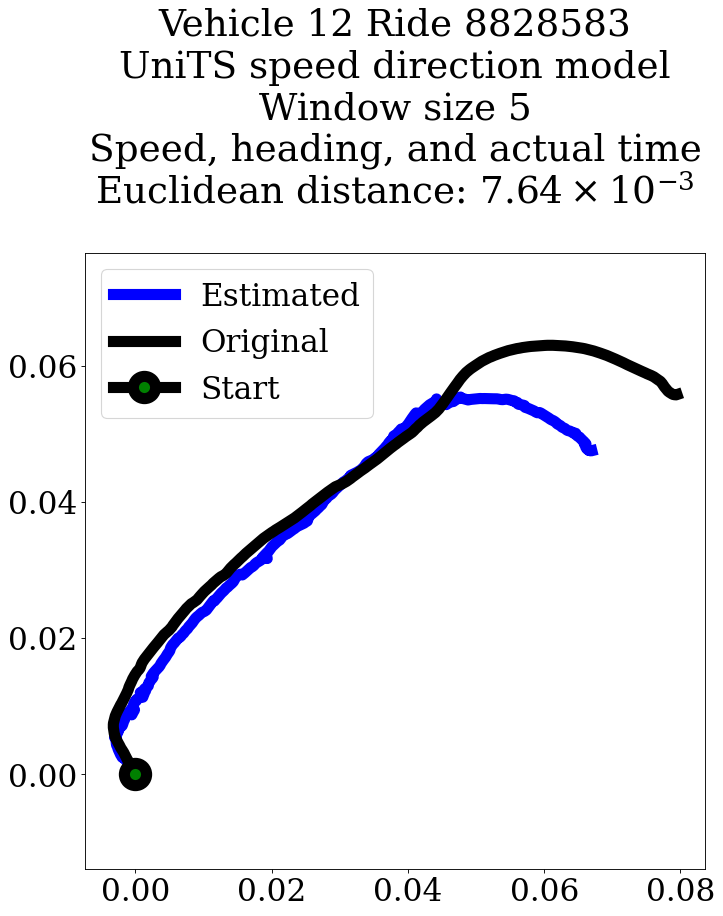 Vehicle 12 Ride 8828583
UniTS speed direction model
Window size 5
Speed, heading, and actual time
Euclidean distance: 7.64 × 10⁻³
Estimated
Original
Start
0.06
0.04
0.02
0.00
0.00 0.02 0.04 0.06 0.08